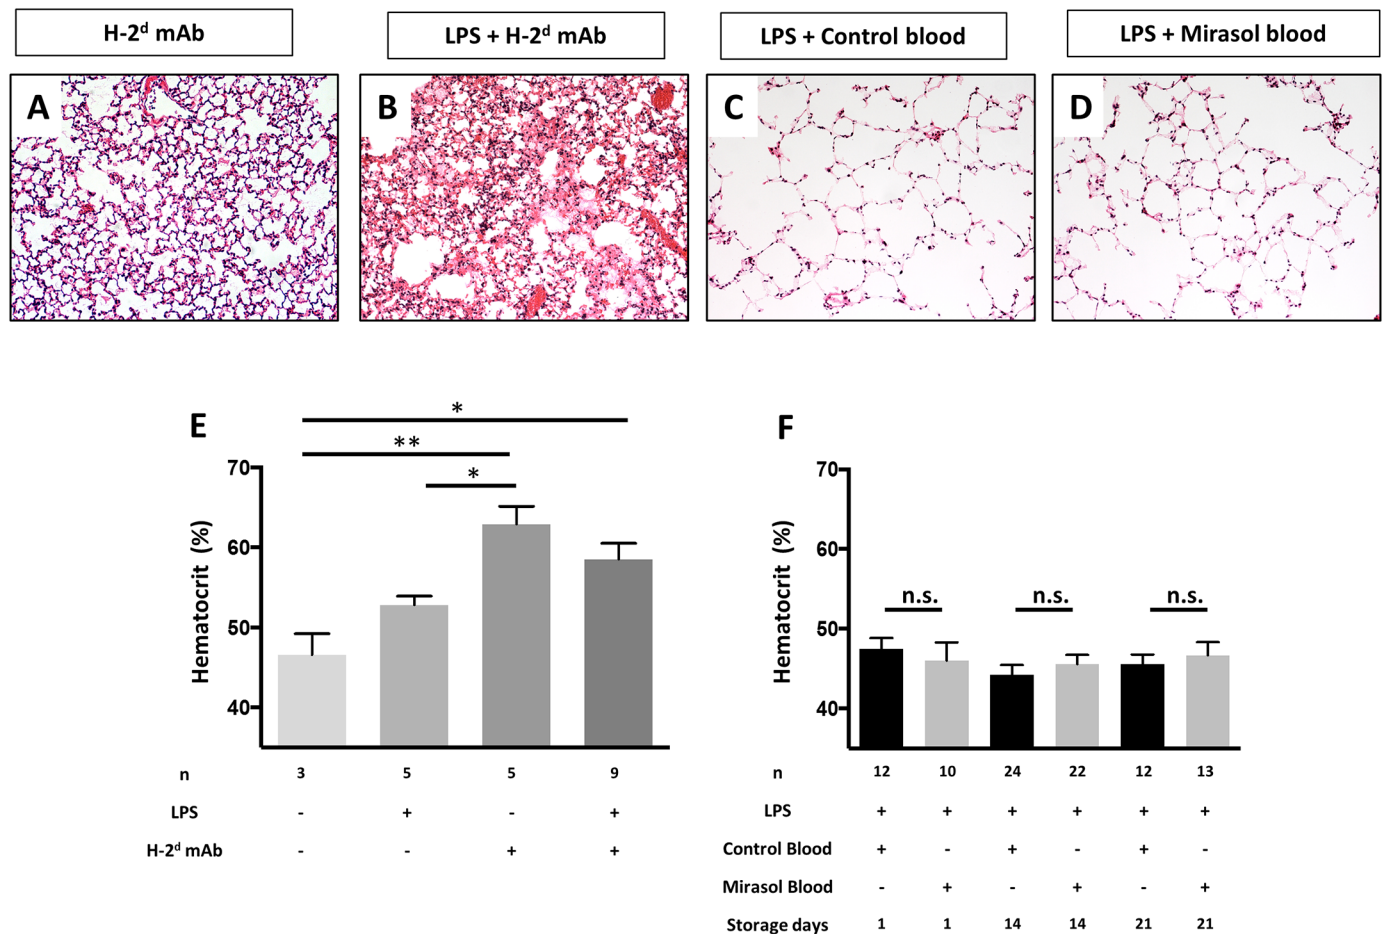 H-2ᵈ mAb
LPS + H-2ᵈ mAb
LPS + Control blood
LPS + Mirasol blood
A
B
C
D
E
*
**
*
70
60
50
40
Hematocrit (%)
n 3 5 5 9
LPS - + - +
H-2ᵈ mAb - - + +
F
n.s. n.s. n.s.
70
60
50
40
Hematocrit (%)
n 12 10 24 22 12 13
LPS + + + + + +
Control Blood + - + - + -
Mirasol Blood - + - + - +
Storage days 1 1 14 14 21 21